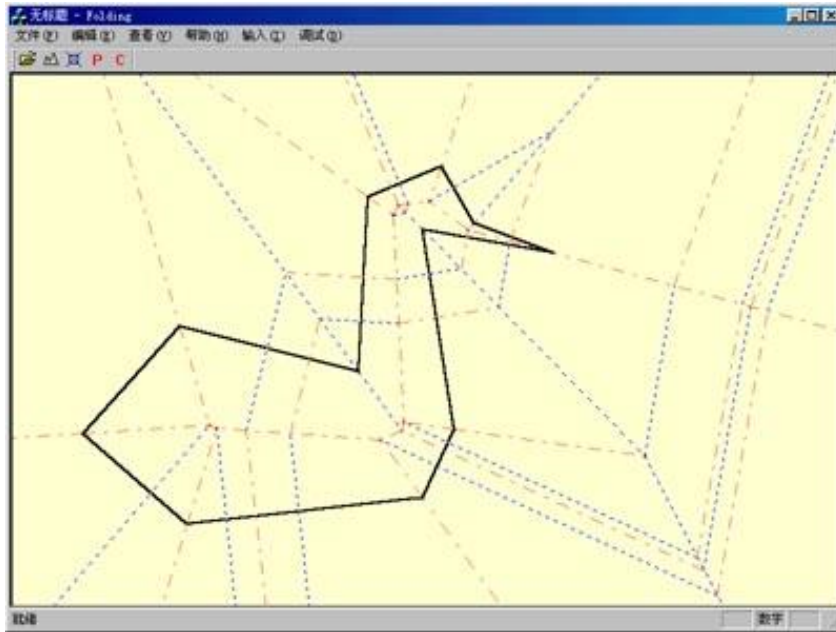 无标题 - Folding
文件(F) 编辑(E) 查看(V) 帮助(H) 输入(I) 调试(D)
P C
就绪
数字